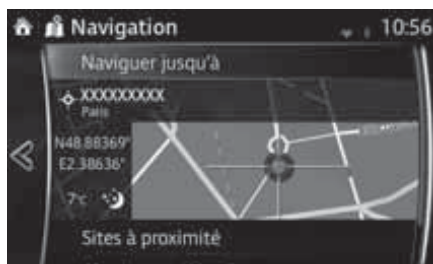 Navigation
10:56
Naviguer jusqu'à
XXXXXXXXX
Paris
N48.88369°
E2.38636°
7°C
Sites à proximité